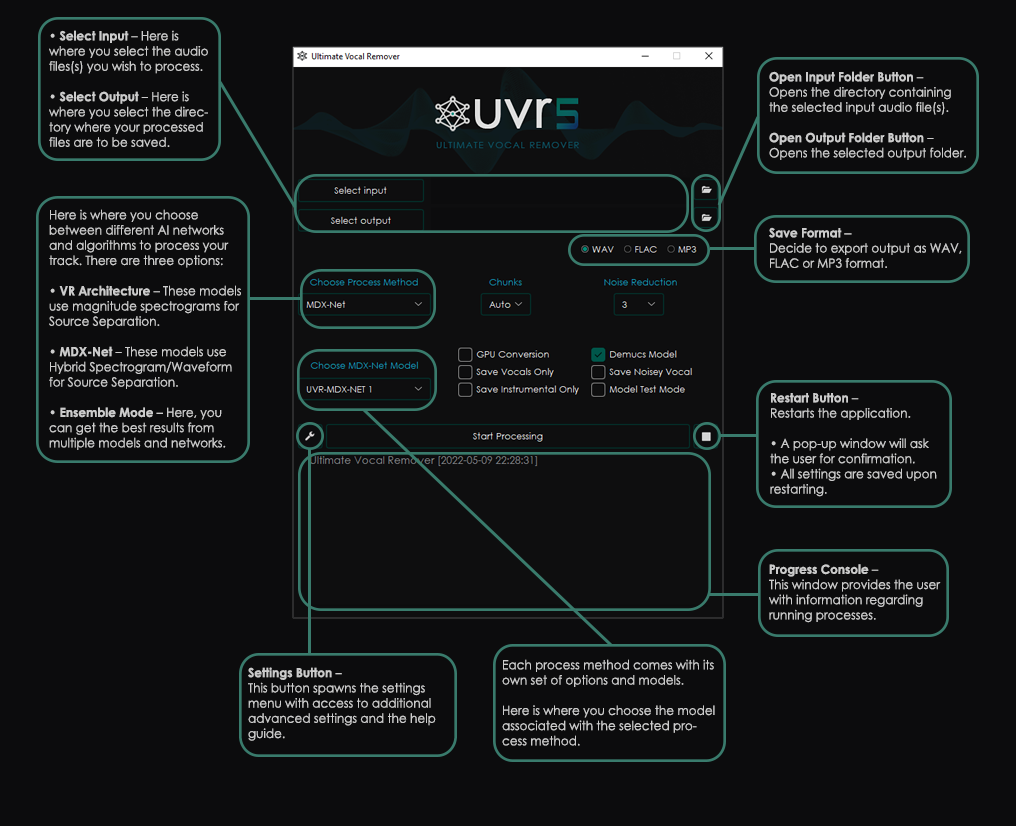 • Select Input – Here is
where you select the audio
files(s) you wish to process.
• Select Output – Here is
where you select the direc-
tory where your processed
files are to be saved.
Here is where you choose
between different AI networks
and algorithms to process your
track. There are three options:
• VR Architecture – These models
use magnitude spectrograms for
Source Separation.
• MDX-Net – These models use
Hybrid Spectrogram/Waveform
for Source Separation.
• Ensemble Mode – Here, you
can get the best results from
multiple models and networks.
Ultimate Vocal Remover
uvr5
ULTIMATE VOCAL REMOVER
Select input
Select output
WAV FLAC MP3
Choose Process Method Chunks Noise Reduction
MDX-Net Auto 3
Choose MDX-Net Model
UVR-MDX-NET 1
GPU Conversion Demucs Model
Save Vocals Only Save Noisey Vocal
Save Instrumental Only Model Test Mode
Start Processing
Ultimate Vocal Remover [2022-05-09 22:28:31]
Open Input Folder Button –
Opens the directory containing
the selected input audio file(s).
Open Output Folder Button –
Opens the selected output folder.
Save Format –
Decide to export output as WAV,
FLAC or MP3 format.
Restart Button –
Restarts the application.
• A pop-up window will ask
the user for confirmation.
• All settings are saved upon
restarting.
Progress Console –
This window provides the user
with information regarding
running processes.
Settings Button –
This button spawns the settings
menu with access to additional
advanced settings and the help
guide.
Each process method comes with its
own set of options and models.
Here is where you choose the model
associated with the selected pro-
cess method.